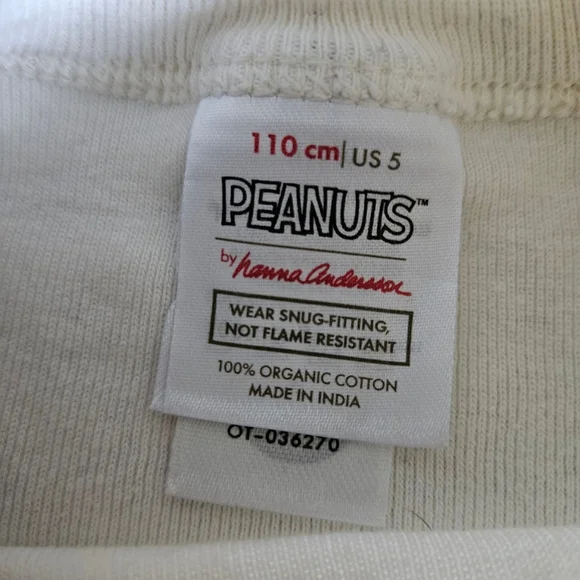 110 cm | US 5
PEANUTS™
by hanna andersson
WEAR SNUG-FITTING,
NOT FLAME RESISTANT
100% ORGANIC COTTON
MADE IN INDIA
OT-036270